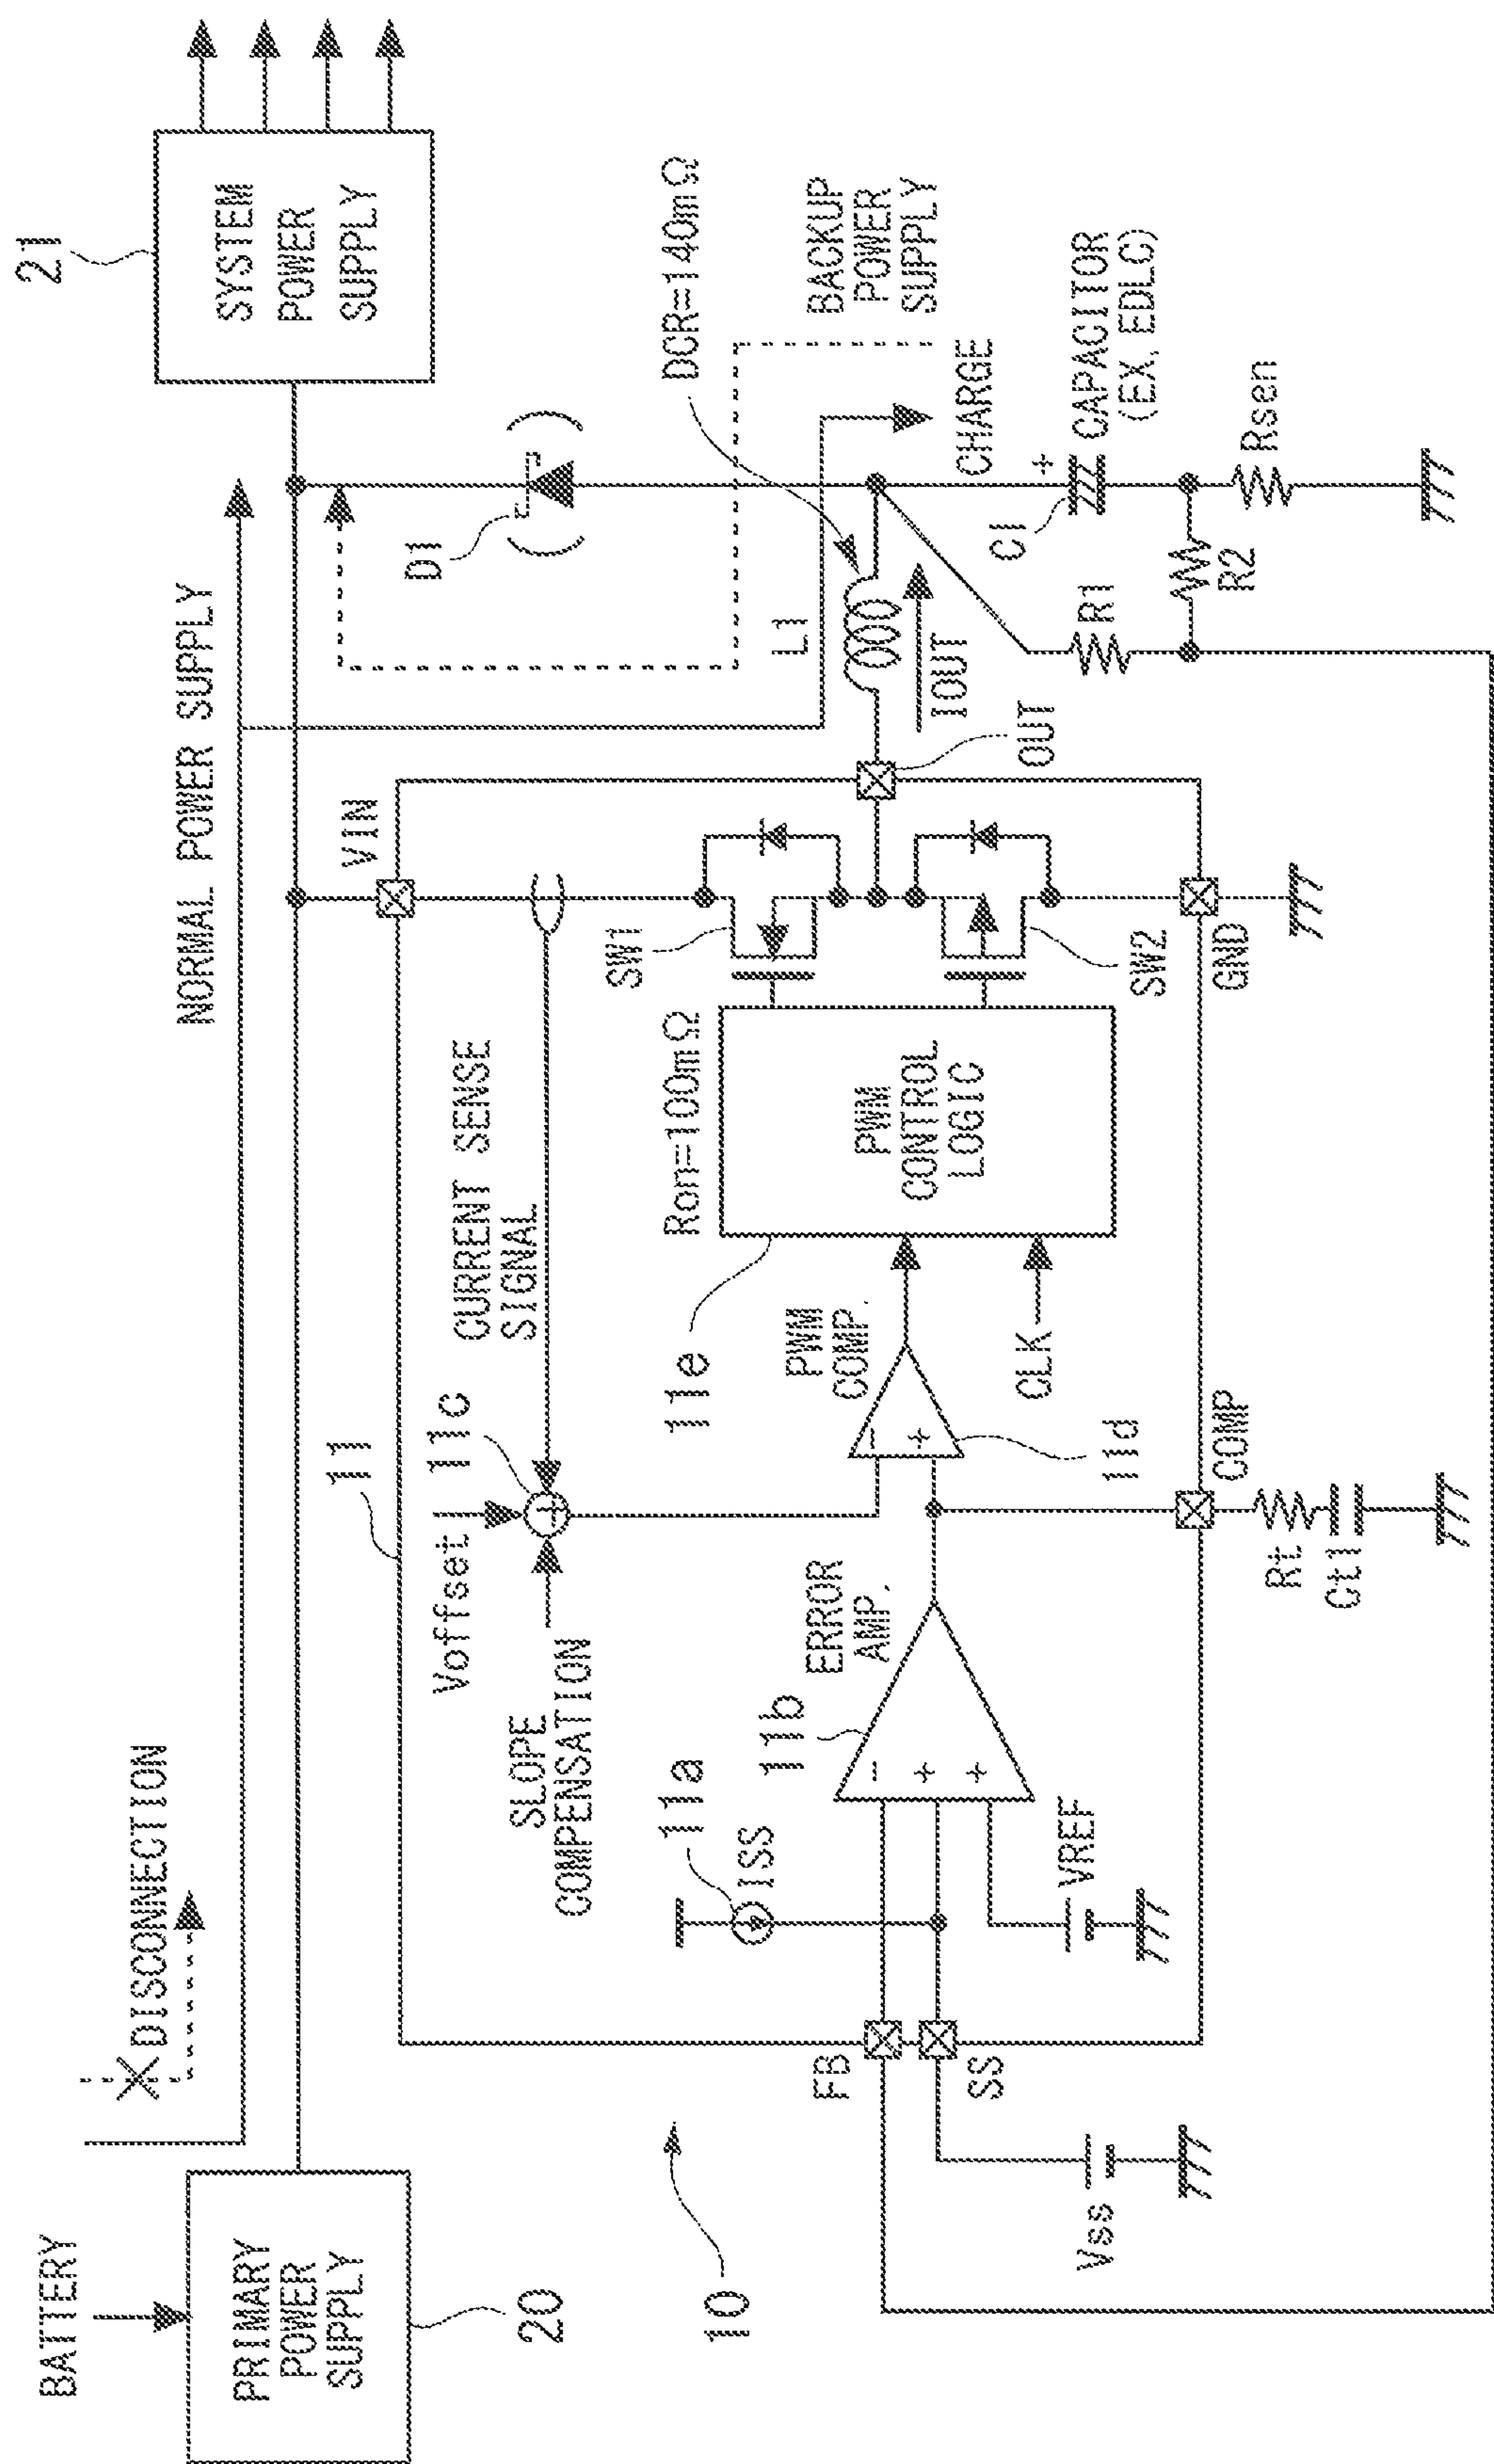 BATTERY
PRIMARY
POWER
SUPPLY
20
DISCONNECTION
NORMAL POWER SUPPLY
21
SYSTEM
POWER
SUPPLY
10
11
VIN
Voffset
11c
CURRENT SENSE
SIGNAL
SLOPE
COMPENSATION
D1
( )
11a
ISS
11b
ERROR
AMP.
11e
Ron=100mΩ
SW1
PWM
COMP.
PWM
CONTROL
LOGIC
L1
DCR=140mΩ
BACKUP
POWER
SUPPLY
FB
SS
-
+
+
-
+
IOUT
CHARGE
CLK
OUT
VREF
11d
SW2
C1
+
CAPACITOR
(EX. EDLC)
R1
Vss
COMP
GND
R2
Rsen
Rt
Ct1